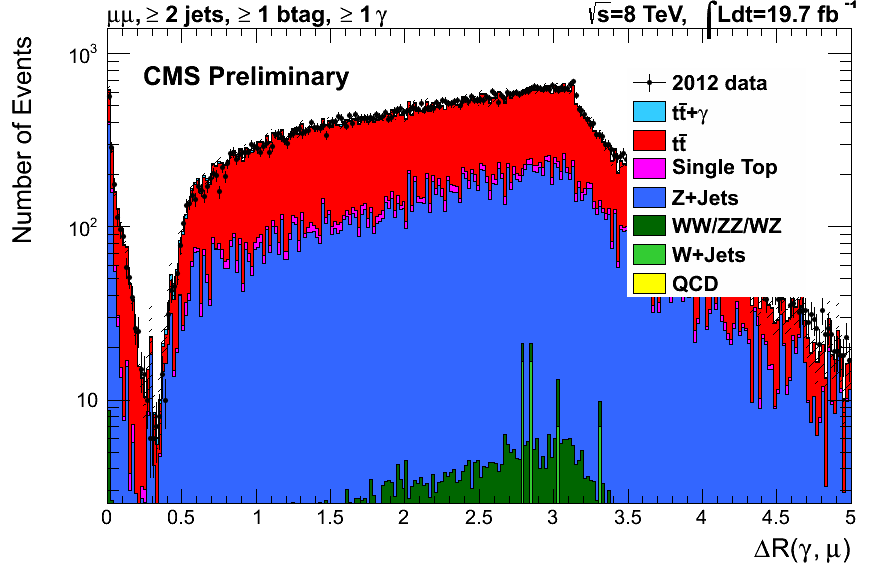 μμ, ≥ 2 jets, ≥ 1 btag, ≥ 1 γ
√s=8 TeV, ∫Ldt=19.7 fb⁻¹
Number of Events
CMS Preliminary
2012 data
tt̄+γ
tt̄
Single Top
Z+Jets
WW/ZZ/WZ
W+Jets
QCD
10³
10²
10
0 0.5 1 1.5 2 2.5 3 3.5 4 4.5 5
ΔR(γ, μ)